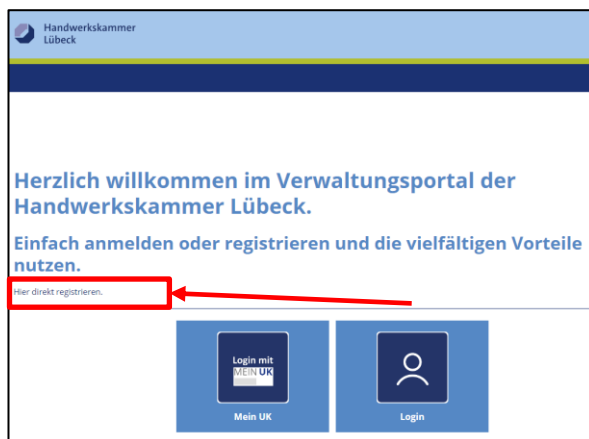 Handwerkskammer
Lübeck
Herzlich willkommen im Verwaltungsportal der
Handwerkskammer Lübeck.
Einfach anmelden oder registrieren und die vielfältigen Vorteile
nutzen.
Hier direkt registrieren.
Login mit
MEIN UK
Mein UK
Login